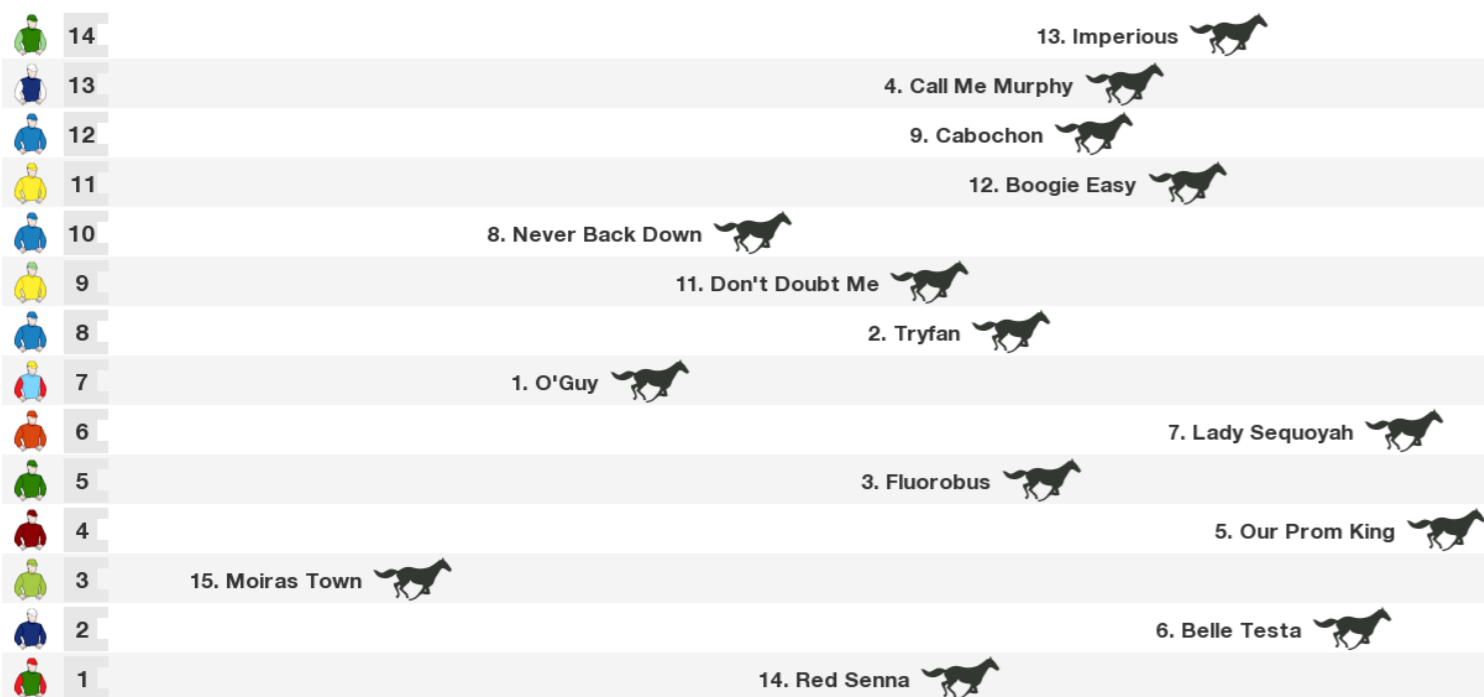 14 13. Imperious
13 4. Call Me Murphy
12 9. Cabochon
11 12. Boogie Easy
10 8. Never Back Down
9 11. Don't Doubt Me
8 2. Tryfan
7 1. O'Guy
6 7. Lady Sequoyah
5 3. Fluorobus
4 5. Our Prom King
3 15. Moiras Town
2 6. Belle Testa
1 14. Red Senna